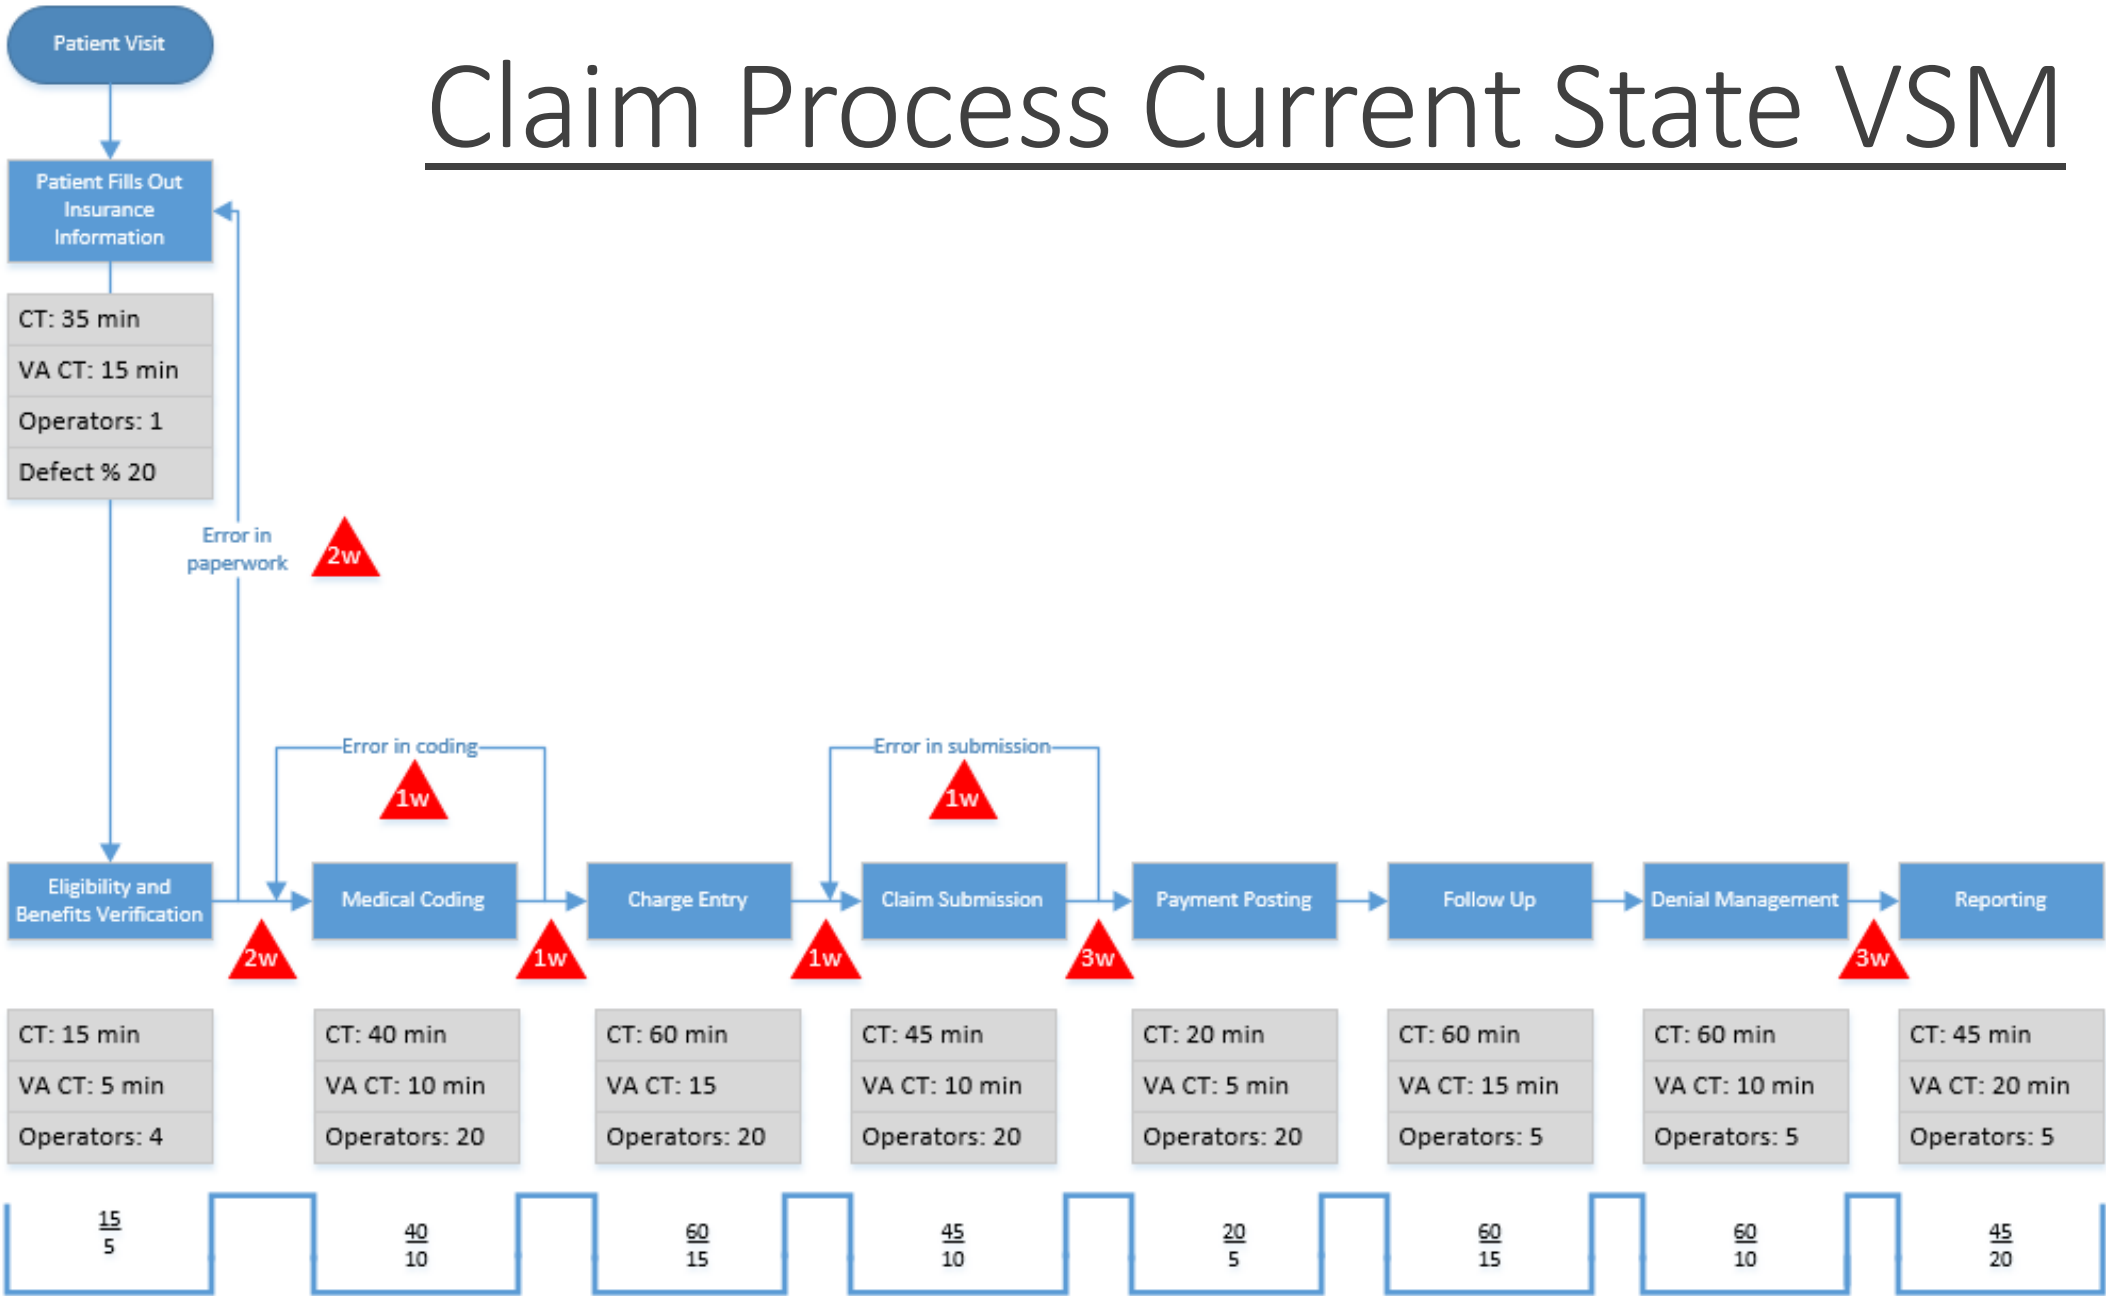 Patient Visit
Claim Process Current State VSM
Patient Fills Out
Insurance
Information
CT: 35 min
VA CT: 15 min
Operators: 1
Defect % 20
Error in
paperwork
2w
Error in coding
1w
Error in submission
1w
Eligibility and
Benefits Verification
Medical Coding
Charge Entry
Claim Submission
Payment Posting
Follow Up
Denial Management
Reporting
2w
1w
1w
3w
3w
CT: 15 min
VA CT: 5 min
Operators: 4
CT: 40 min
VA CT: 10 min
Operators: 20
CT: 60 min
VA CT: 15
Operators: 20
CT: 45 min
VA CT: 10 min
Operators: 20
CT: 20 min
VA CT: 5 min
Operators: 20
CT: 60 min
VA CT: 15 min
Operators: 5
CT: 60 min
VA CT: 10 min
Operators: 5
CT: 45 min
VA CT: 20 min
Operators: 5
15
5
40
10
60
15
45
10
20
5
60
15
60
10
45
20